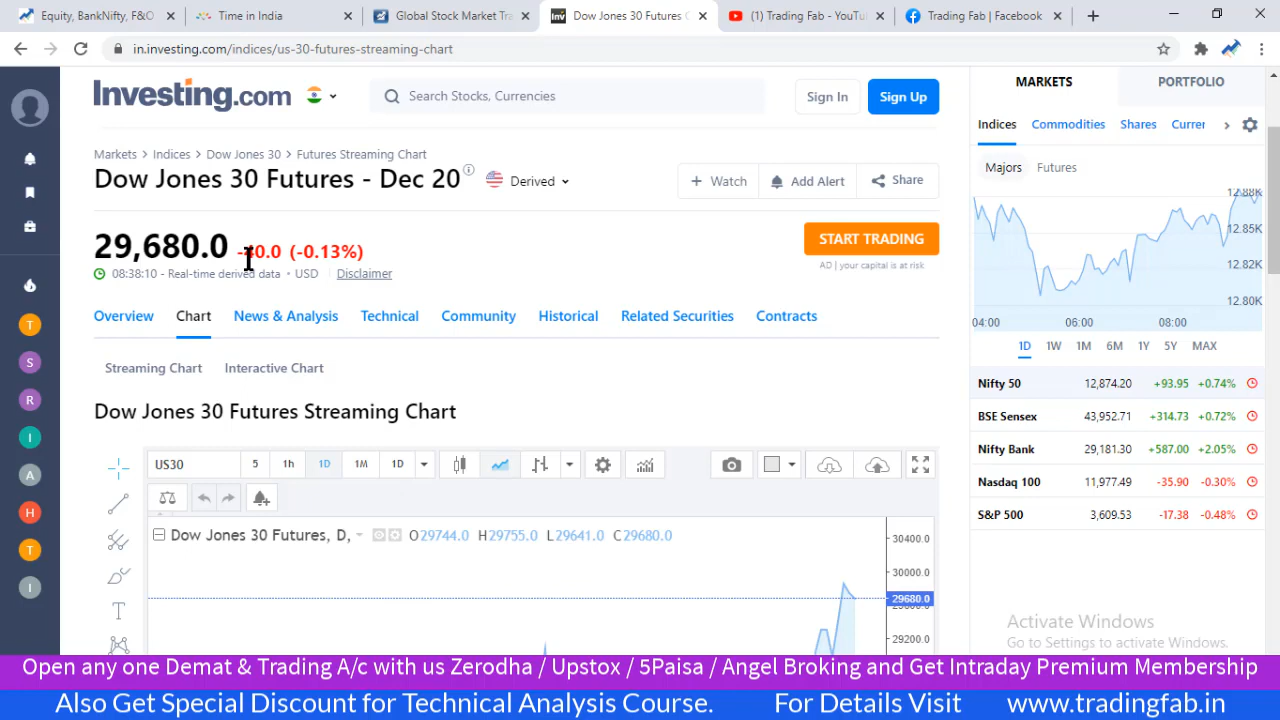 Equity, BankNifty, F&O
Time in India
Global Stock Market Tra
Inv Dow Jones 30 Futures C
(1) Trading Fab - YouTu
Trading Fab | Facebook
in.investing.com/indices/us-30-futures-streaming-chart
Investing.com
Search Stocks, Currencies
Sign In
Sign Up
Markets > Indices > Dow Jones 30 > Futures Streaming Chart
Dow Jones 30 Futures - Dec 20
Derived
Watch
Add Alert
Share
29,680.0 -40.0 (-0.13%)
08:38:10 - Real-time derived data • USD Disclaimer
START TRADING
AD | your capital is at risk
Overview Chart News & Analysis Technical Community Historical Related Securities Contracts
Streaming Chart Interactive Chart
Dow Jones 30 Futures Streaming Chart
US30 5 1h 1D 1M 1D
Dow Jones 30 Futures, D, O29744.0 H29755.0 L29641.0 C29680.0
30400.0
30000.0
29680.0
29200.0
T
S
R
I
A
H
T
I
MARKETS PORTFOLIO
Indices Commodities Shares Curren
Majors Futures
12.88K
12.85K
12.82K
12.80K
04:00 06:00 08:00
1D 1W 1M 6M 1Y 5Y MAX
Nifty 50 12,874.20 +93.95 +0.74%
BSE Sensex 43,952.71 +314.73 +0.72%
Nifty Bank 29,181.30 +587.00 +2.05%
Nasdaq 100 11,977.49 -35.90 -0.30%
S&P 500 3,609.53 -17.38 -0.48%
Activate Windows
Go to Settings to activate Windows.
Open any one Demat & Trading A/c with us Zerodha / Upstox / 5Paisa / Angel Broking and Get Intraday Premium Membership
Also Get Special Discount for Technical Analysis Course. For Details Visit www.tradingfab.in